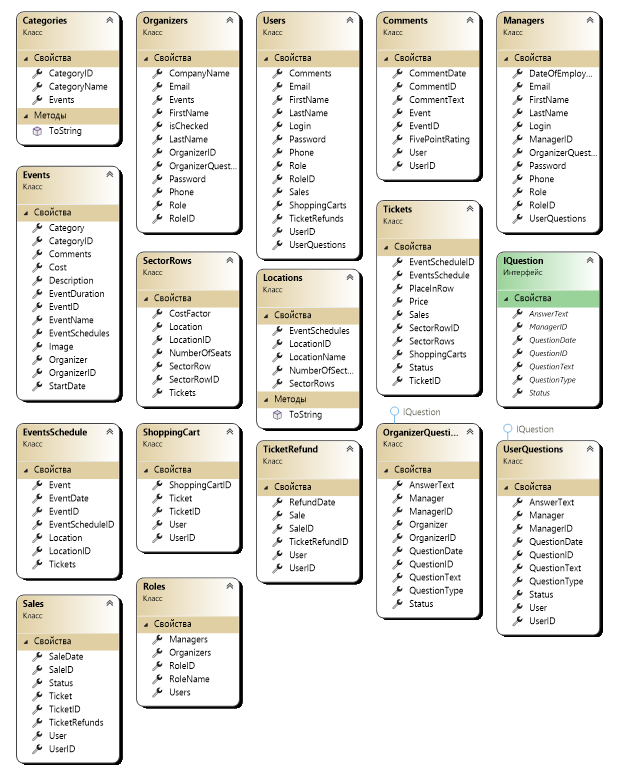 Categories
Класс
Свойства
CategoryID
CategoryName
Events
Методы
ToString
Organizers
Класс
Свойства
CompanyName
Email
Events
FirstName
isChecked
LastName
OrganizerID
OrganizerQuest...
Password
Phone
Role
RoleID
Users
Класс
Свойства
Comments
Email
FirstName
LastName
Login
Password
Phone
Role
RoleID
Sales
ShoppingCarts
TicketRefunds
UserID
UserQuestions
Comments
Класс
Свойства
CommentDate
CommentID
CommentText
Event
EventID
FivePointRating
User
UserID
Managers
Класс
Свойства
DateOfEmploy...
Email
FirstName
LastName
Login
ManagerID
OrganizerQuest...
Password
Phone
Role
RoleID
UserQuestions
Events
Класс
Свойства
Category
CategoryID
Comments
Cost
Description
EventDuration
EventID
EventName
EventSchedules
Image
Organizer
OrganizerID
StartDate
SectorRows
Класс
Свойства
CostFactor
Location
LocationID
NumberOfSeats
SectorRow
SectorRowID
Tickets
Locations
Класс
Свойства
EventSchedules
LocationID
LocationName
NumberOfSect...
SectorRows
Методы
ToString
Tickets
Класс
Свойства
EventScheduleID
EventsSchedule
PlaceInRow
Price
Sales
SectorRowID
SectorRows
ShoppingCarts
Status
TicketID
IQuestion
Интерфейс
Свойства
AnswerText
ManagerID
QuestionDate
QuestionID
QuestionText
QuestionType
Status
EventsSchedule
Класс
Свойства
Event
EventDate
EventID
EventScheduleID
Location
LocationID
Tickets
ShoppingCart
Класс
Свойства
ShoppingCartID
Ticket
TicketID
User
UserID
TicketRefund
Класс
Свойства
RefundDate
Sale
SaleID
TicketRefundID
User
UserID
IQuestion
OrganizerQuesti...
Класс
Свойства
AnswerText
Manager
ManagerID
Organizer
OrganizerID
QuestionDate
QuestionID
QuestionText
QuestionType
Status
IQuestion
UserQuestions
Класс
Свойства
AnswerText
Manager
ManagerID
QuestionDate
QuestionID
QuestionText
QuestionType
Status
User
UserID
Sales
Класс
Свойства
SaleDate
SaleID
Status
Ticket
TicketID
TicketRefunds
User
UserID
Roles
Класс
Свойства
Managers
Organizers
RoleID
RoleName
Users